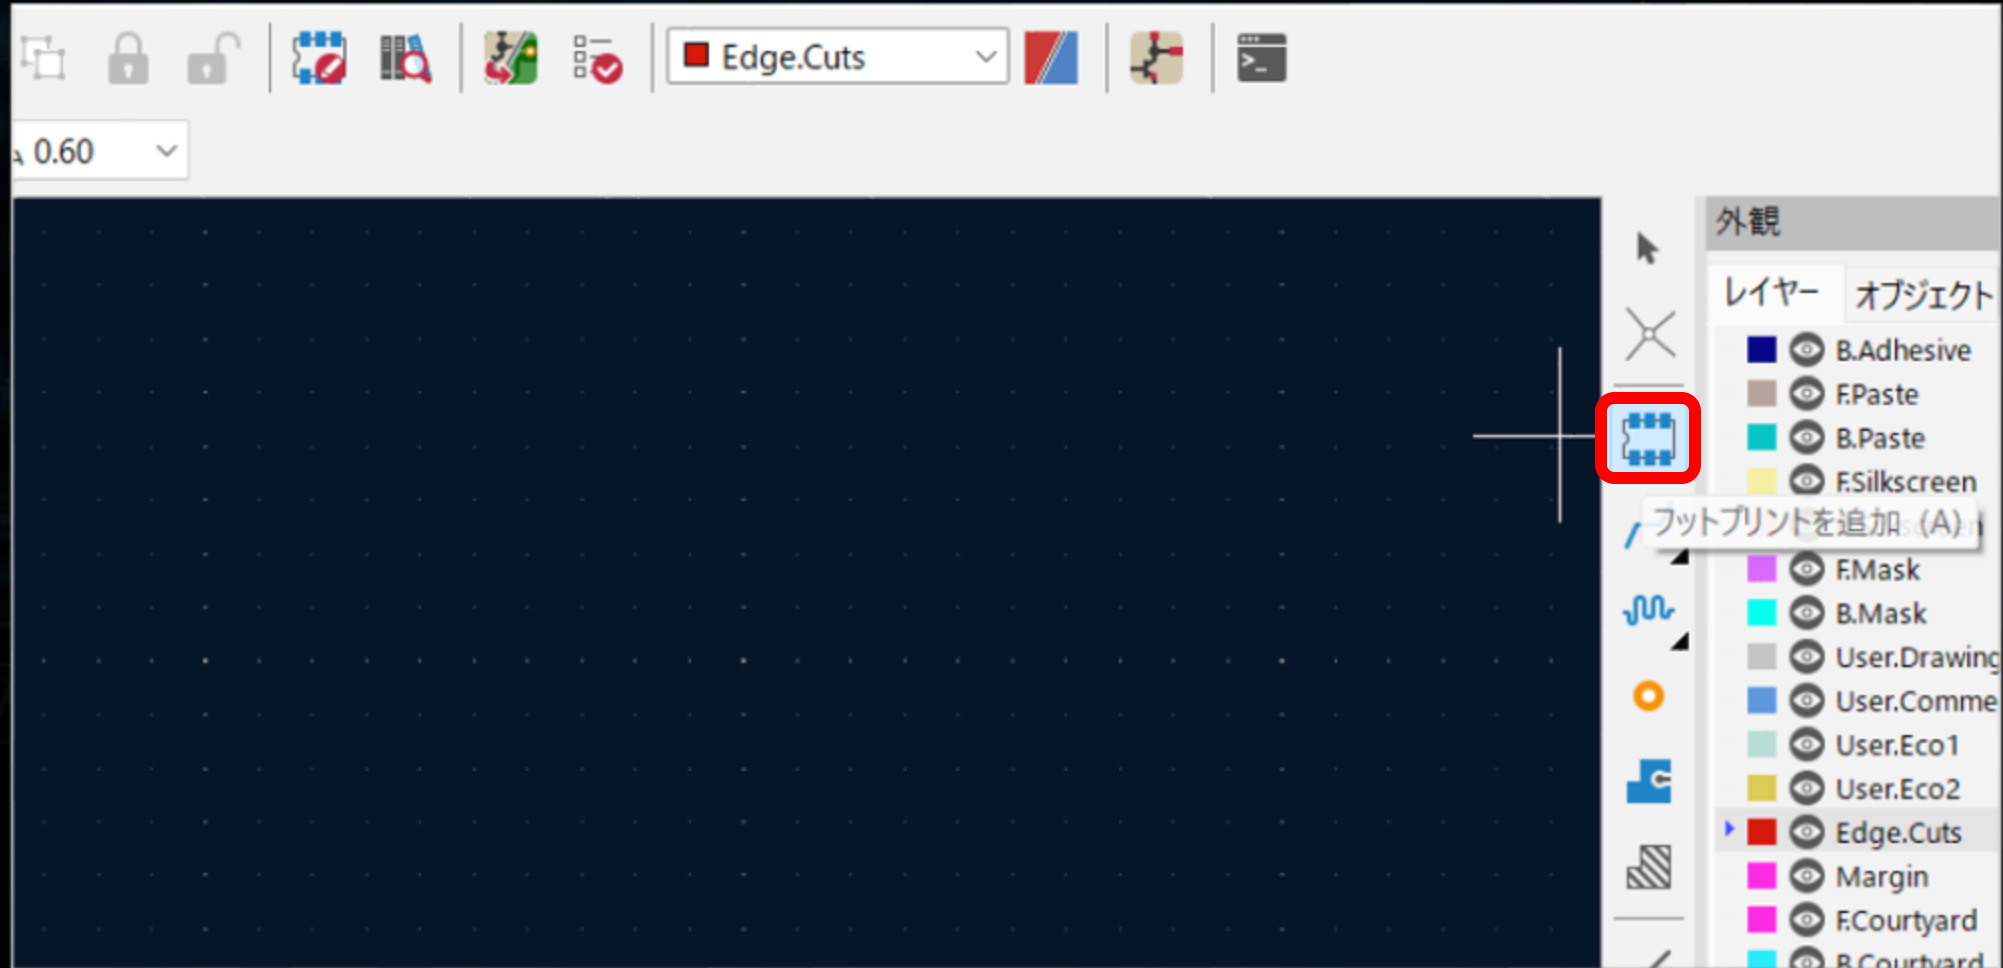 Edge.Cuts
0.60
外観
レイヤー
オブジェクト
B.Adhesive
F.Paste
B.Paste
F.Silkscreen
フットプリントを追加 (A)
F.Mask
B.Mask
User.Drawing
User.Comme
User.Eco1
User.Eco2
Edge.Cuts
Margin
F.Courtyard
B.Courtyard